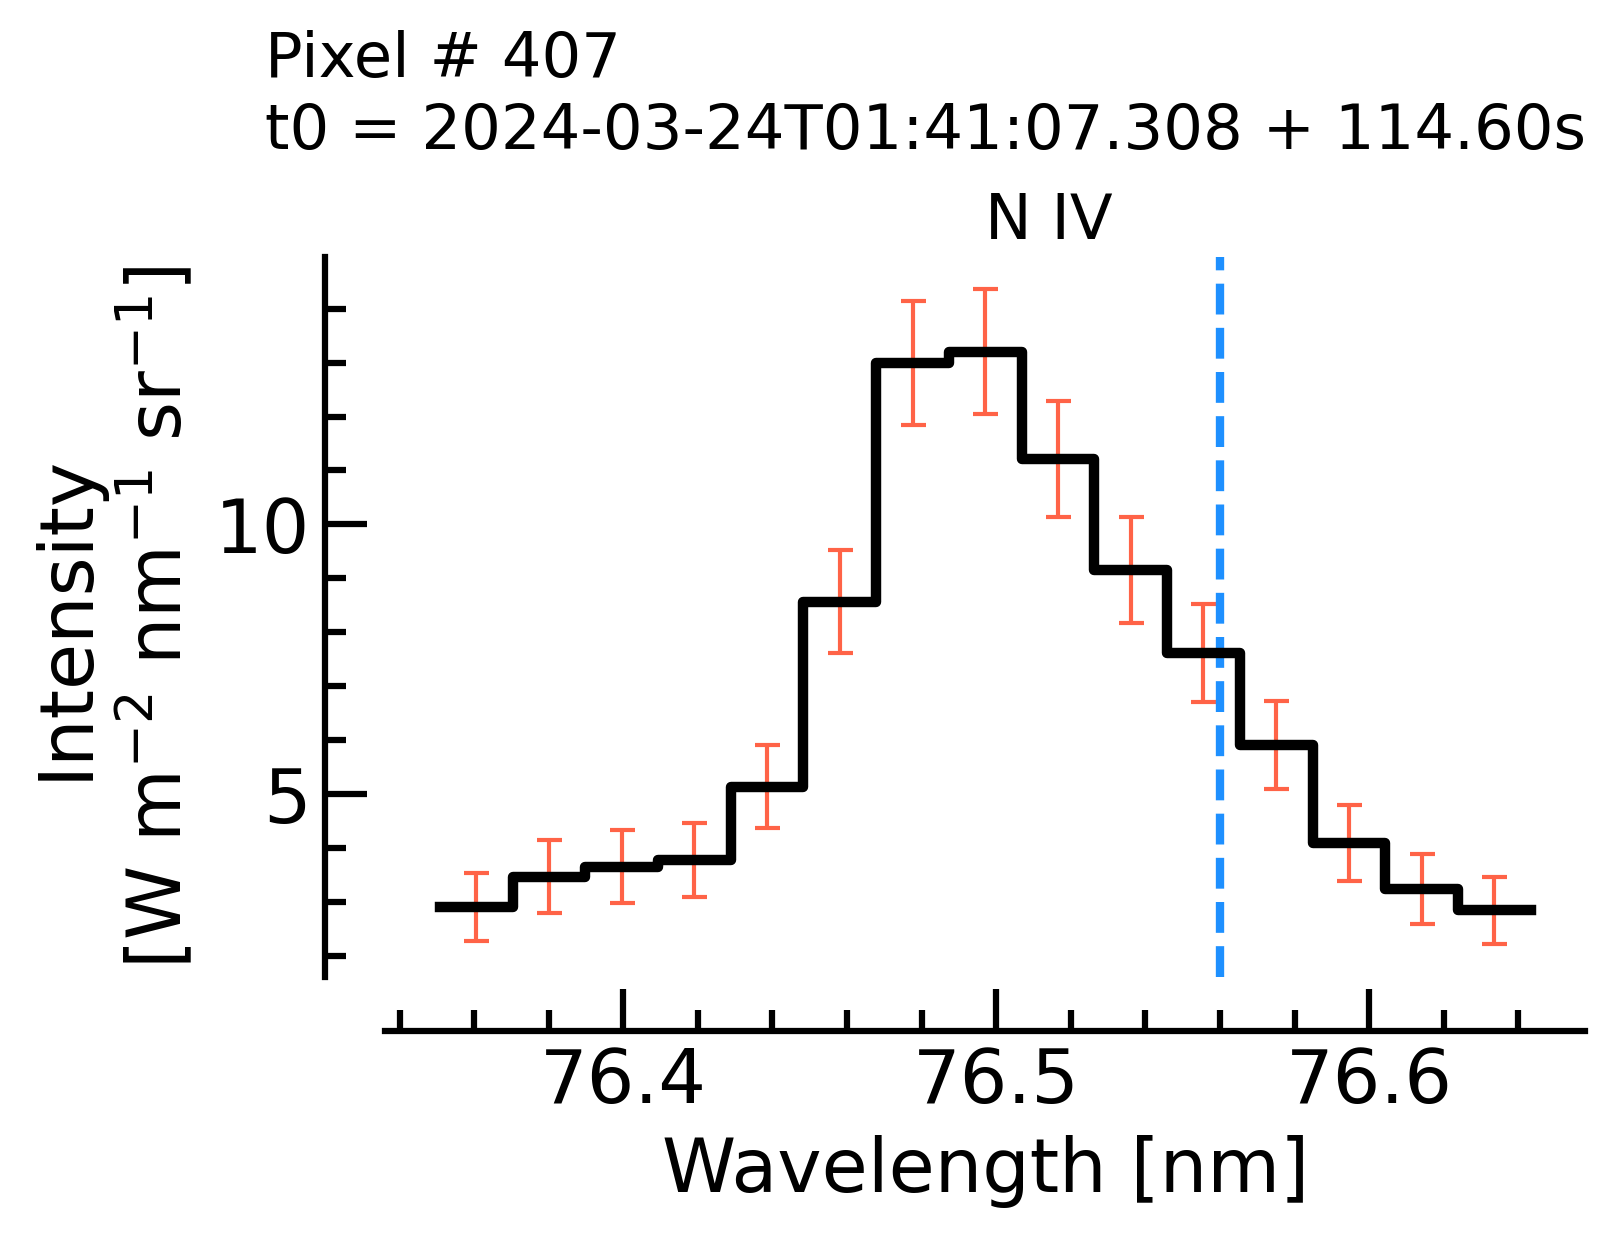 Pixel # 407
t0 = 2024-03-24T01:41:07.308 + 114.60s
N IV
Intensity
[W m⁻² nm⁻¹ sr⁻¹]
10
5
76.4 76.5 76.6
Wavelength [nm]